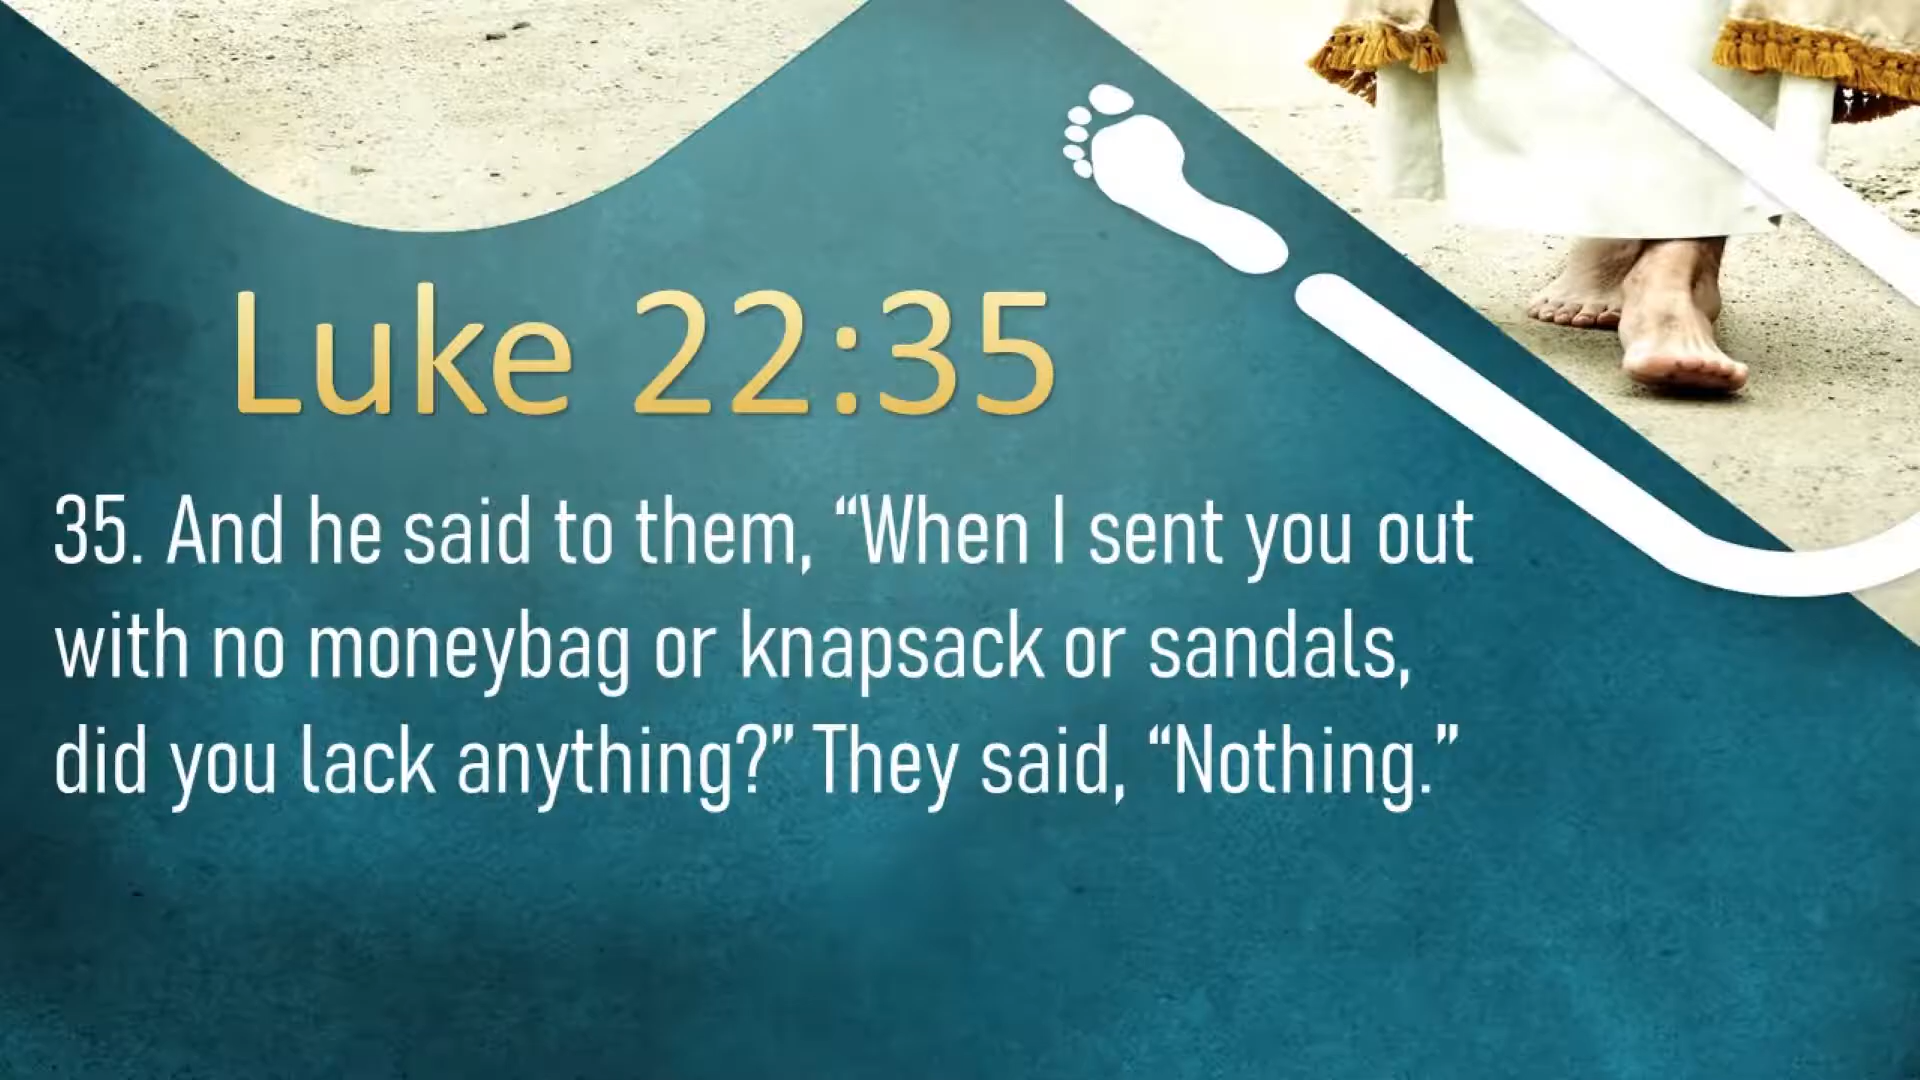 Luke 22:35
35. And he said to them, “When I sent you out
with no moneybag or knapsack or sandals,
did you lack anything?” They said, “Nothing.”